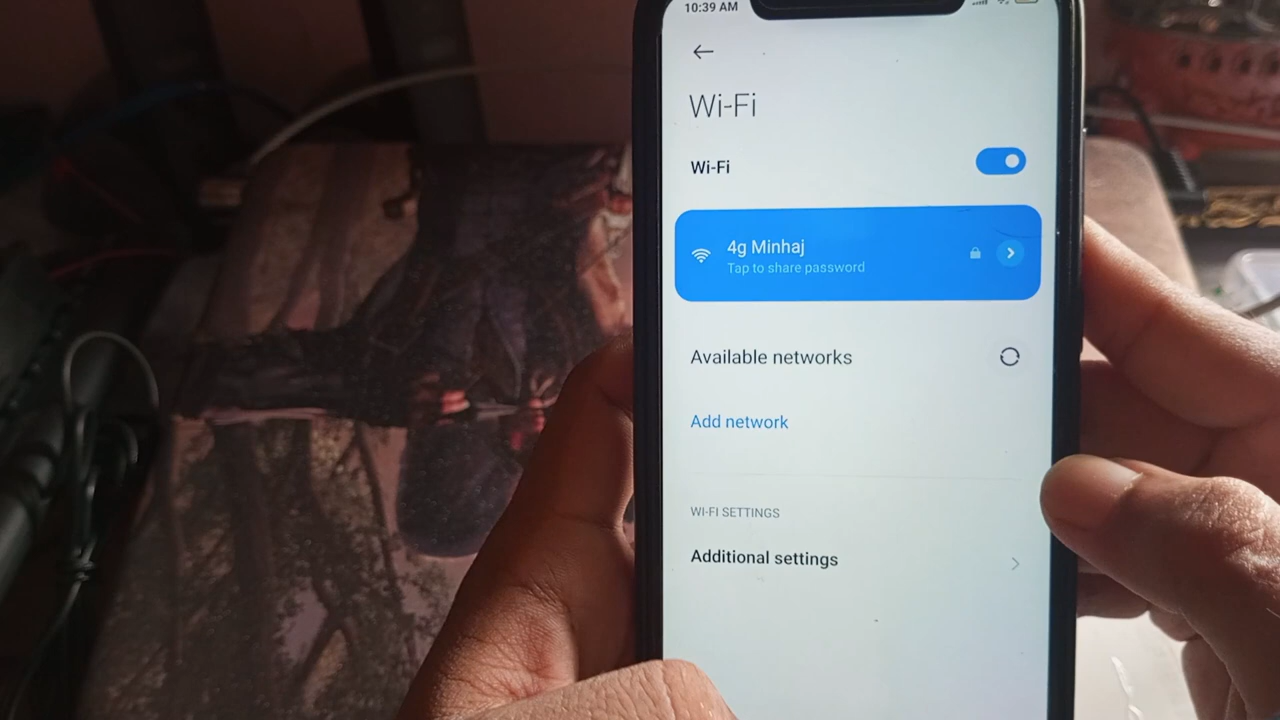 10:39 AM
Wi-Fi
Wi-Fi
4g Minhaj
Tap to share password
Available networks
Add network
WI-FI SETTINGS
Additional settings